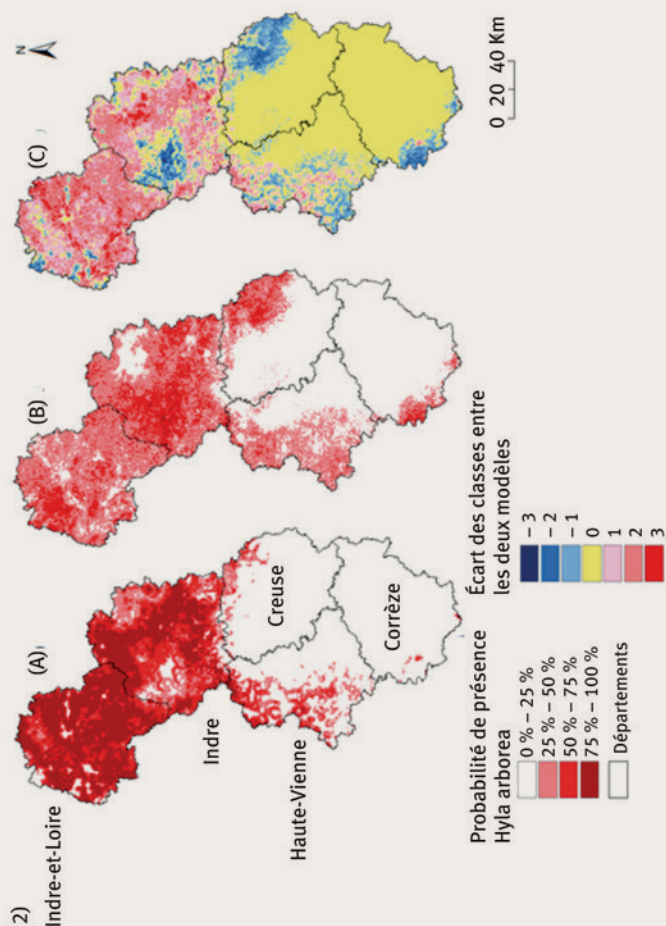 2)
(A)
(B)
(C)
N
Indre-et-Loire
Indre
Haute-Vienne
Creuse
Corrèze
0 20 40 Km
Probabilité de présence
Hyla arborea
0 % – 25 %
25 % – 50 %
50 % – 75 %
75 % – 100 %
Départements
Écart des classes entre
les deux modèles
– 3
– 2
– 1
0
1
2
3